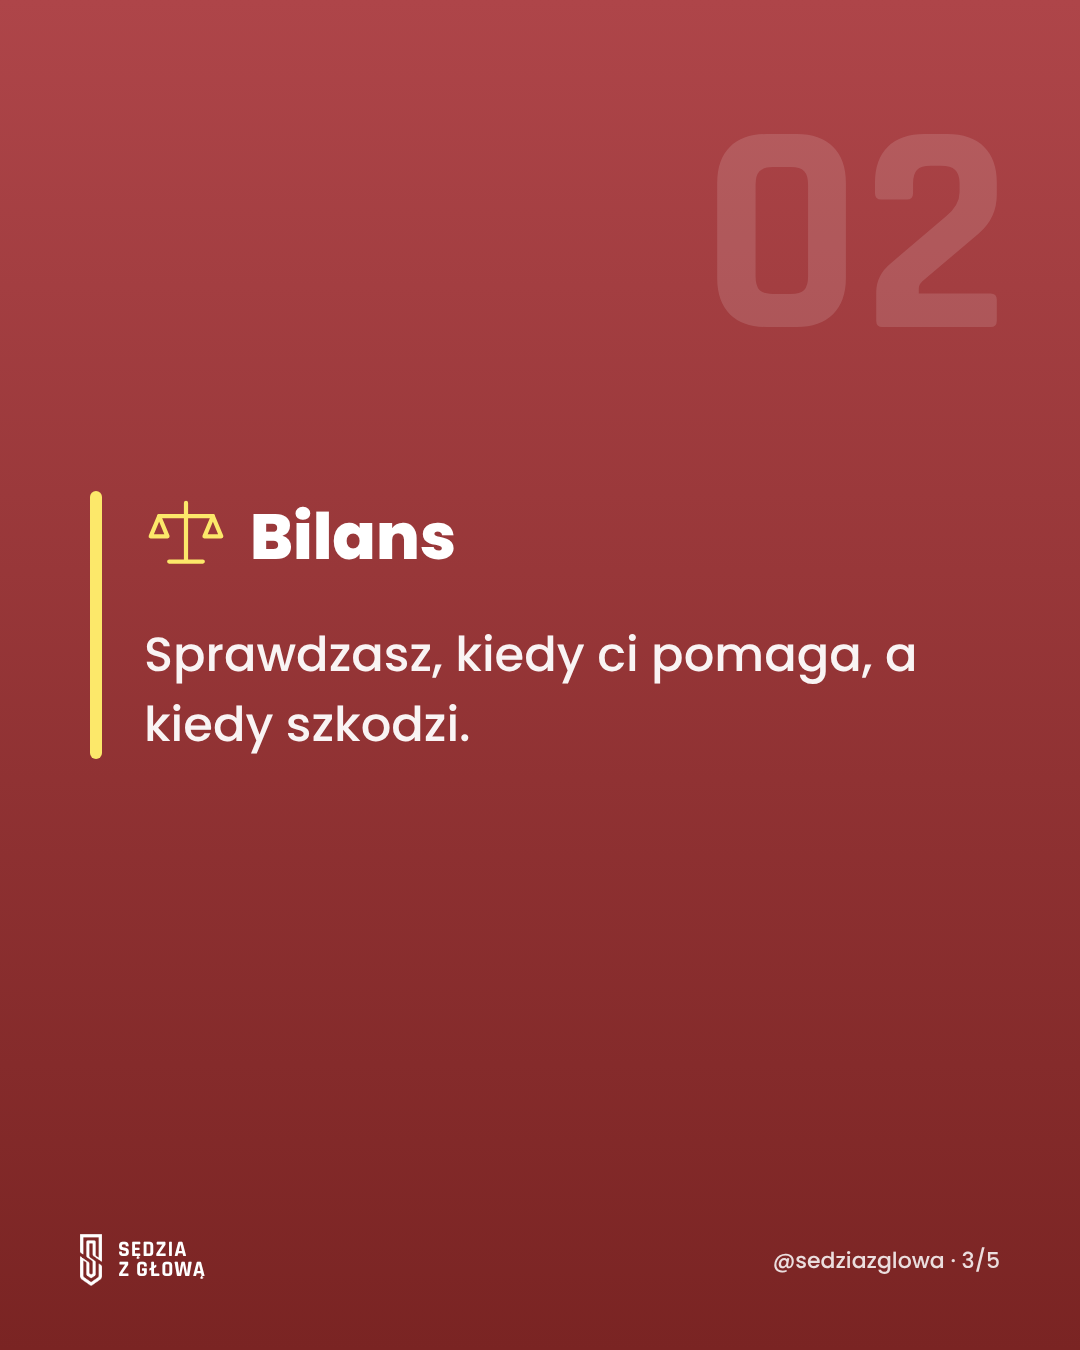 02
Bilans
Sprawdzasz, kiedy ci pomaga, a
kiedy szkodzi.
SĘDZIA
Z GŁOWĄ
@sedziazglowa · 3/5